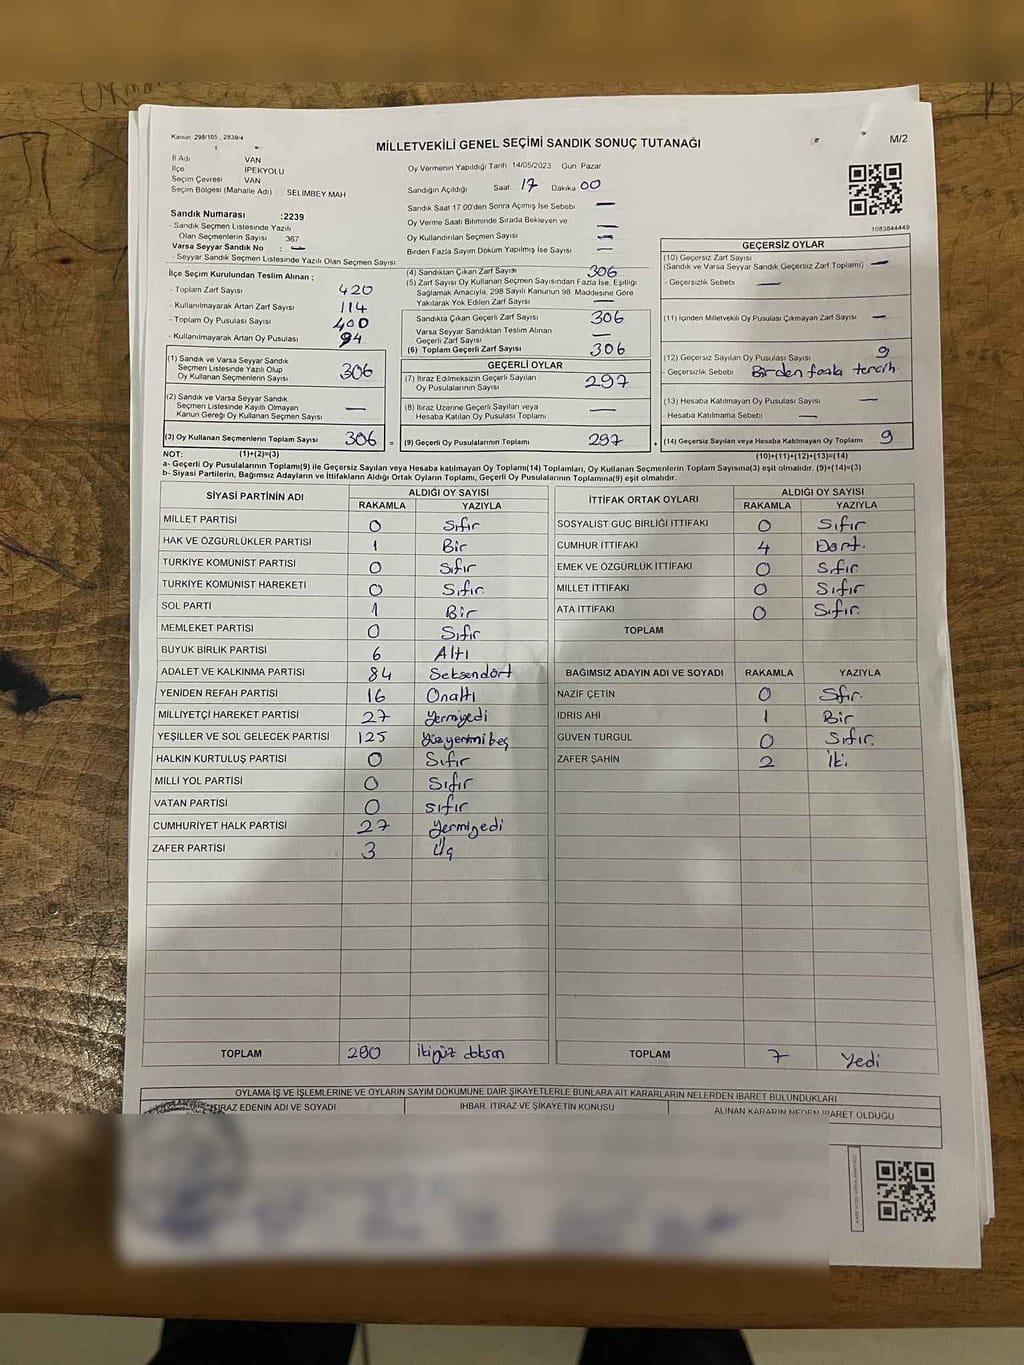 Kanun: 298/105, 2839/4
MİLLETVEKİLİ GENEL SEÇİMİ SANDIK SONUÇ TUTANAĞI
M/2
İl Adı VAN
İlçe İPEKYOLU
Seçim Çevresi VAN
Seçim Bölgesi (Mahalle Adı) SELİMBEY MAH
Sandık Numarası :2239
- Sandık Seçmen Listesinde Yazılı
Olan Seçmenlerin Sayısı 367
Varsa Seyyar Sandık No : —
- Seyyar Sandık Seçmen Listesinde Yazılı Olan Seçmen Sayısı
Oy Vermenin Yapıldığı Tarih 14/05/2023 Gün Pazar
Sandığın Açıldığı Saat 17 Dakika 00
Sandık Saat 17 00'den Sonra Açımış İse Sebebi —
Oy Verme Saati Bitiminde Sırada Bekleyen ve —
Oy Kullandırılan Seçmen Sayısı —
Birden Fazla Sayım Döküm Yapılmış İse Sayısı —
1083844449
İlçe Seçim Kurulundan Teslim Alınan ;
- Toplam Zarf Sayısı 420
- Kullanılmayarak Artan Zarf Sayısı 114
- Toplam Oy Pusulası Sayısı 400
- Kullanılmayarak Artan Oy Pusulası 94
(1) Sandık ve Varsa Seyyar Sandık
Seçmen Listesinde Yazılı Olup
Oy Kullanan Seçmenlerin Sayısı 306
(2) Sandık ve Varsa Seyyar Sandık
Seçmen Listesinde Kayıtlı Olmayan
Kanun Gereği Oy Kullanan Seçmen Sayısı —
(3) Oy Kullanan Seçmenlerin Toplam Sayısı 306 =
(4) Sandıktan Çıkan Zarf Sayısı 306
(5) Zarf Sayısı Oy Kullanan Seçmen Sayısından Fazla İse, Eşitliği
Sağlamak Amacıyla, 298 Sayılı Kanunun 98. Maddesine Göre
Yakılarak Yok Edilen Zarf Sayısı —
Sandıkta Çıkan Geçerli Zarf Sayısı 306
Varsa Seyyar Sandıktan Teslim Alınan
Geçerli Zarf Sayısı —
(6) Toplam Geçerli Zarf Sayısı 306
GEÇERLİ OYLAR
(7) İtiraz Edilmeksizin Geçerli Sayılan
Oy Pusulalarının Sayısı 297
(8) İtiraz Üzerine Geçerli Sayılan veya
Hesaba Katılan Oy Pusulası Toplamı —
(9) Geçerli Oy Pusulalarının Toplamı 297
GEÇERSİZ OYLAR
(10) Geçersiz Zarf Sayısı
(Sandık ve Varsa Seyyar Sandık Geçersiz Zarf Toplamı) —
- Geçersizlik Sebebi —
(11) İçinden Milletvekili Oy Pusulası Çıkmayan Zarf Sayısı —
(12) Geçersiz Sayılan Oy Pusulası Sayısı 9
- Geçersizlik Sebebi Birden fazla tercih
(13) Hesaba Katılmayan Oy Pusulası Sayısı —
- Hesaba Katılmama Sebebi —
(14) Geçersiz Sayılan veya Hesaba Katılmayan Oy Toplamı 9
NOT: (1)+(2)=(3) (10)+(11)+(12)+(13)=(14)
a- Geçerli Oy Pusulalarının Toplamı(9) ile Geçersiz Sayılan veya Hesaba katılmayan Oy Toplamı(14) Toplamları, Oy Kullanan Seçmenlerin Toplam Sayısına(3) eşit olmalıdır. (9)+(14)=(3)
b- Siyasi Partilerin, Bağımsız Adayların ve İttifakların Aldığı Ortak Oyların Toplamı, Geçerli Oy Pusulalarının Toplamına(9) eşit olmalıdır.
SİYASİ PARTİNİN ADI ALDIĞI OY SAYISI
RAKAMLA YAZIYLA
MİLLET PARTİSİ 0 Sıfır
HAK VE ÖZGÜRLÜKLER PARTİSİ 1 Bir
TÜRKİYE KOMÜNİST PARTİSİ 0 Sıfır
TÜRKİYE KOMÜNİST HAREKETİ 0 Sıfır.
SOL PARTİ 1 Bir
MEMLEKET PARTİSİ 0 Sıfır
BÜYÜK BİRLİK PARTİSİ 6 Altı
ADALET VE KALKINMA PARTİSİ 84 Seksendört
YENİDEN REFAH PARTİSİ 16 Onaltı
MİLLİYETÇİ HAREKET PARTİSİ 27 Yermiyedi
YEŞİLLER VE SOL GELECEK PARTİSİ 125 Yüzyermibeş
HALKIN KURTULUŞ PARTİSİ 0 Sıfır
MİLLİ YOL PARTİSİ 0 Sıfır
VATAN PARTİSİ 0 sıfır
CUMHURİYET HALK PARTİSİ 27 Yermiyedi
ZAFER PARTİSİ 3 Üç
TOPLAM 290 ikiyüz doksan
İTTİFAK ORTAK OYLARI ALDIĞI OY SAYISI
RAKAMLA YAZIYLA
SOSYALİST GÜÇ BİRLİĞİ İTTİFAKI 0 Sıfır
CUMHUR İTTİFAKI 4 Dört.
EMEK VE ÖZGÜRLÜK İTTİFAKI 0 Sıfır
MİLLET İTTİFAKI 0 Sıfır
ATA İTTİFAKI 0 Sıfır.
TOPLAM
BAĞIMSIZ ADAYIN ADI VE SOYADI RAKAMLA YAZIYLA
NAZİF ÇETİN 0 Sfır.
İDRİS AHİ 1 Bir
GÜVEN TURGUL 0 Sıfır.
ZAFER ŞAHİN 2 İki
TOPLAM 7 Yedi
OYLAMA İŞ VE İŞLEMLERİNE VE OYLARIN SAYIM DÖKÜMÜNE DAİR ŞİKAYETLERLE BUNLARA AİT KARARLARIN NELERDEN İBARET BULUNDUKLARI
İTİRAZ EDENİN ADI VE SOYADI İHBAR, İTİRAZ VE ŞİKAYETİN KONUSU ALINAN KARARIN NEDEN İBARET OLDUĞU